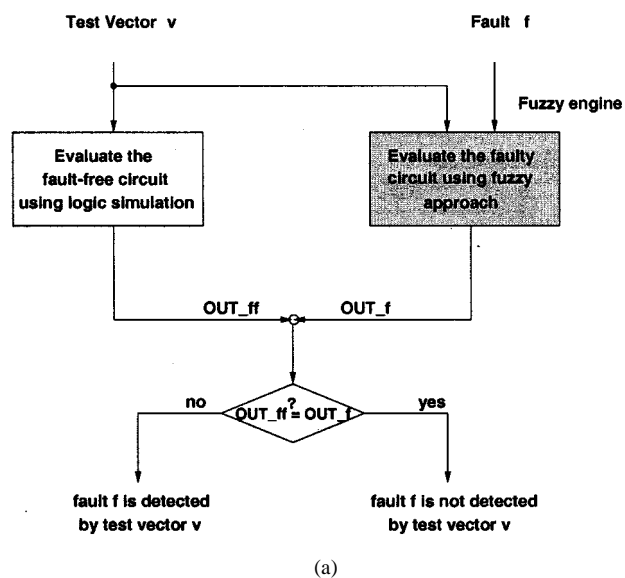 Test Vector v
Fault f
Fuzzy engine
Evaluate the
fault-free circuit
using logic simulation
Evaluate the faulty
circuit using fuzzy
approach
OUT_ff
OUT_f
no
?
OUT_ff = OUT_f
yes
fault f is detected
by test vector v
fault f is not detected
by test vector v
(a)